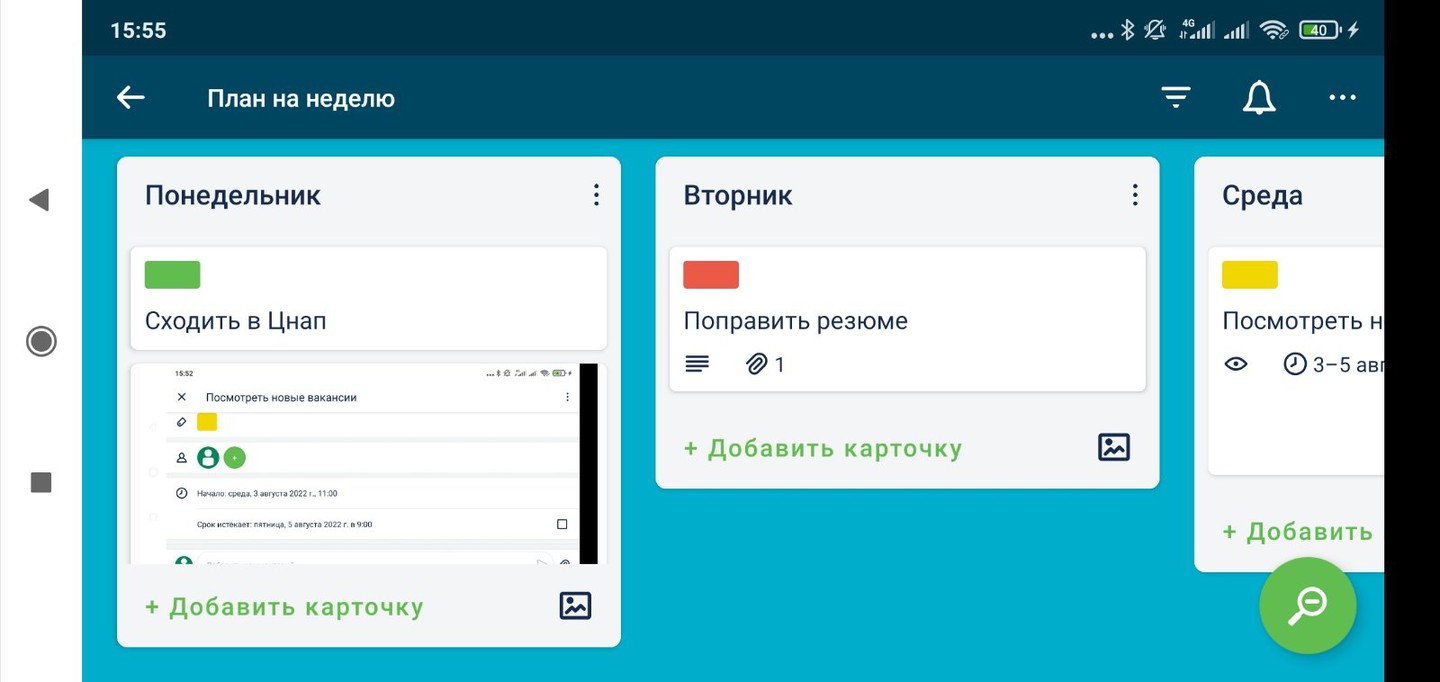 15:55
4G
40
План на неделю
Понедельник
Сходить в Цнап
15:52
Посмотреть новые вакансии
Начало: среда, 3 августа 2022 г., 11:00
Срок истекает: пятница, 5 августа 2022 г. в 9:00
+ Добавить карточку
Вторник
Поправить резюме
1
+ Добавить карточку
Среда
Посмотреть н
3–5 авг
+ Добавить